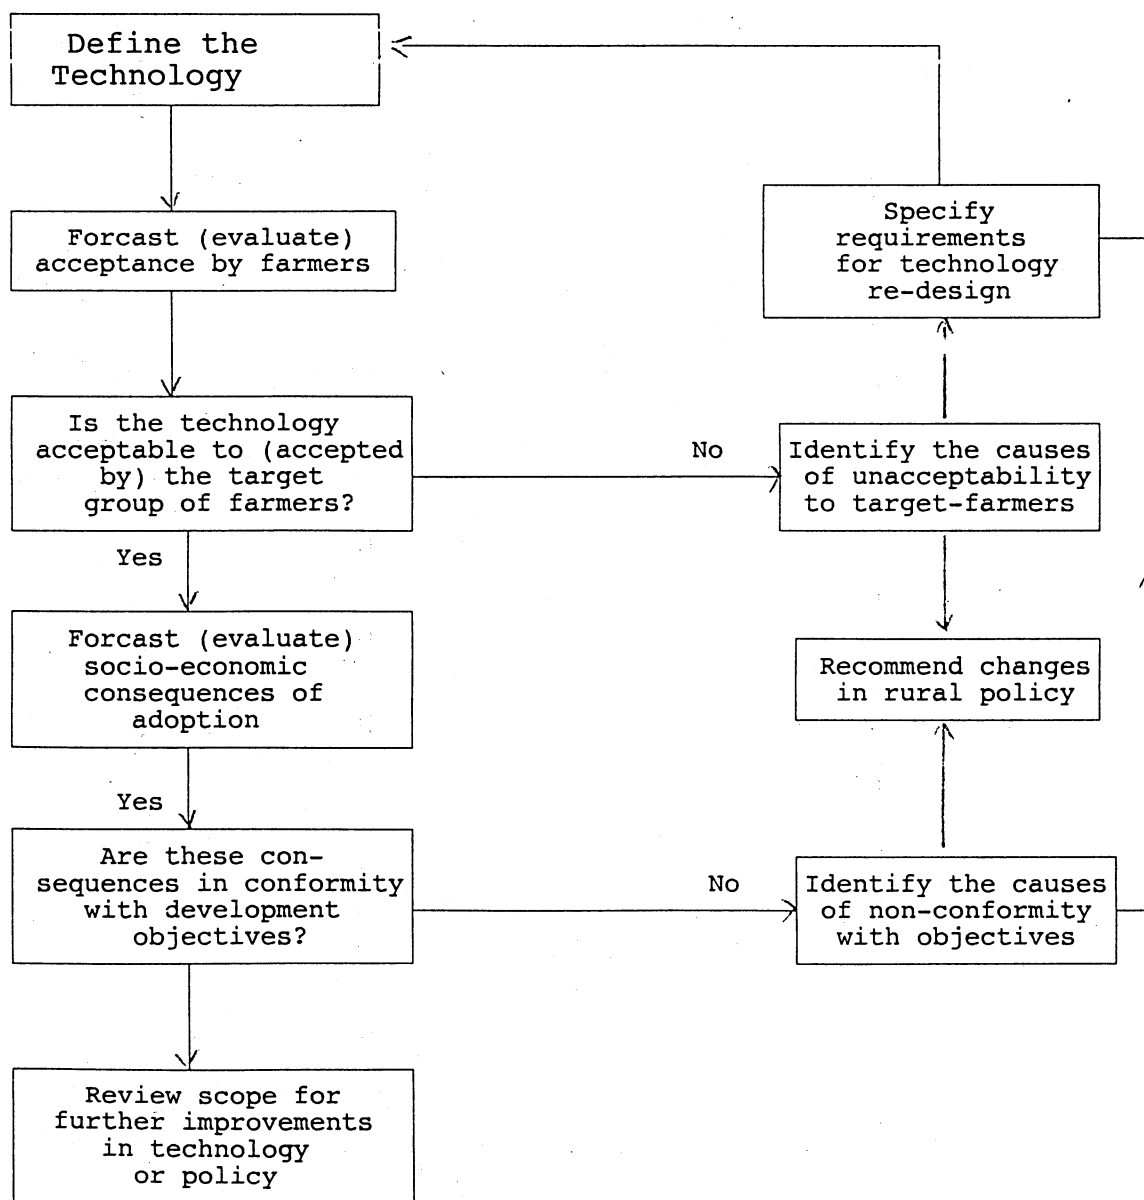 Define the
Technology
Forcast (evaluate)
acceptance by farmers
Specify
requirements
for technology
re-design
Is the technology
acceptable to (accepted
by) the target
group of farmers?
No
Identify the causes
of unacceptability
to target-farmers
Yes
Forcast (evaluate)
socio-economic
consequences of
adoption
Recommend changes
in rural policy
Yes
Are these con-
sequences in conformity
with development
objectives?
No
Identify the causes
of non-conformity
with objectives
Review scope for
further improvements
in technology
or policy